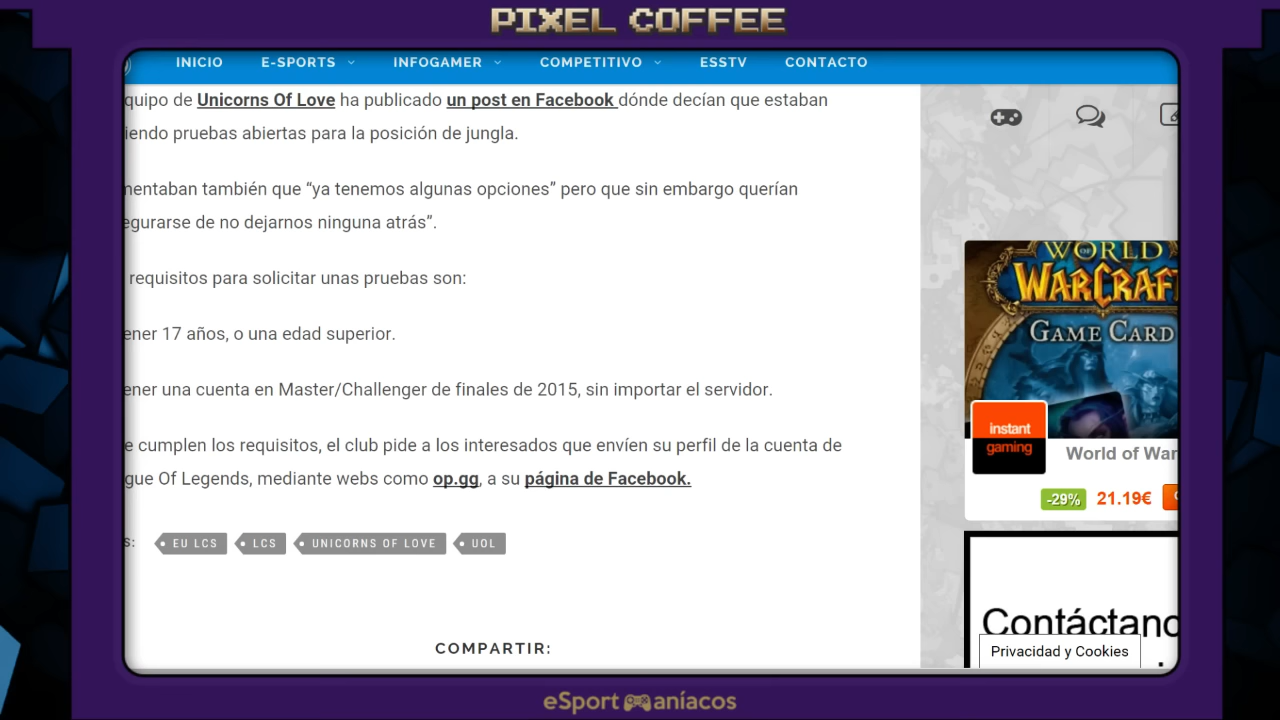 PIXEL COFFEE
INICIO E-SPORTS INFOGAMER COMPETITIVO ESSTV CONTACTO
quipo de Unicorns Of Love ha publicado un post en Facebook dónde decían que estaban
iendo pruebas abiertas para la posición de jungla.
mentaban también que “ya tenemos algunas opciones” pero que sin embargo querían
egurarse de no dejarnos ninguna atrás”.
requisitos para solicitar unas pruebas son:
ener 17 años, o una edad superior.
ener una cuenta en Master/Challenger de finales de 2015, sin importar el servidor.
e cumplen los requisitos, el club pide a los interesados que envíen su perfil de la cuenta de
gue Of Legends, mediante webs como op.gg, a su página de Facebook.
s: EU LCS LCS UNICORNS OF LOVE UOL
COMPARTIR:
WORLD OF
WARCRAF
GAME CARD
instant
gaming
World of War
-29% 21.19€
Contáctano
Privacidad y Cookies
eSportmaníacos